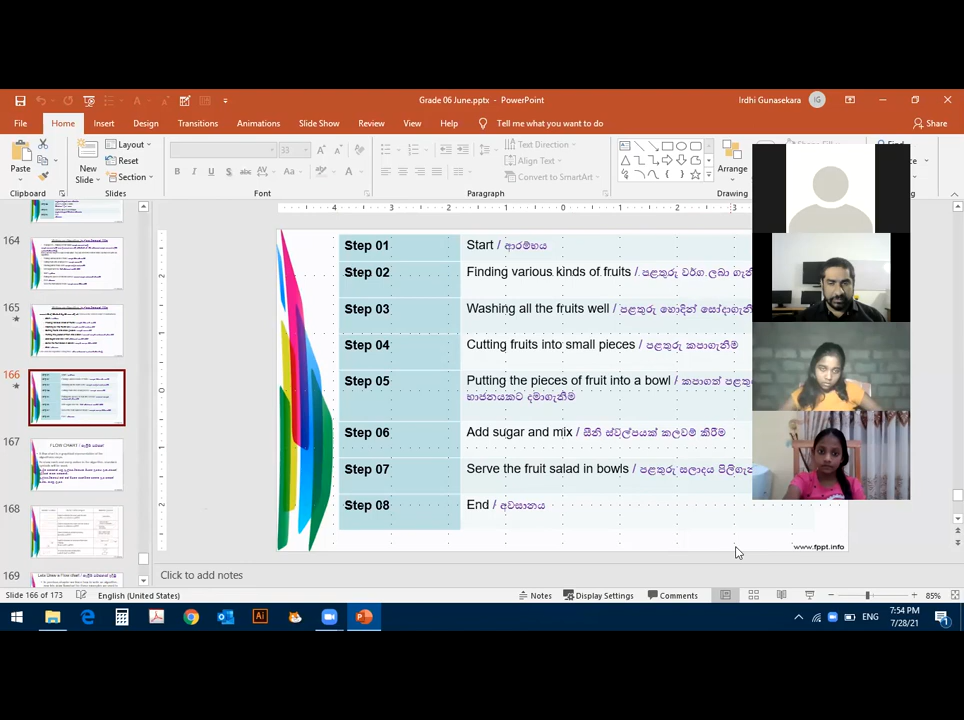 Grade 06 June.pptx - PowerPoint
Irdhi Gunasekara
IG
File Home Insert Design Transitions Animations Slide Show Review View Help Tell me what you want to do
Share
Paste
Clipboard
New
Slide
Layout
Reset
Section
Slides
33
Font
Text Direction
Align Text
Convert to SmartArt
Paragraph
Arrange
Drawing
164
165
166
167
168
169
FLOW CHART
Step 01 Start / ආරම්භය
Step 02 Finding various kinds of fruits / පළතුරු වර්ග ලබා
Step 03 Washing all the fruits well / පළතුරු හොදින් සෝදාගැනී
Step 04 Cutting fruits into small pieces / පළතුරු කපාගැනීම
Step 05 Putting the pieces of fruit into a bowl / කපාගත්
භාජනයකට දමාගැනීම
Step 06 Add sugar and mix / සීනි ස්වල්පයක් කලවම් කිරීම
Step 07 Serve the fruit salad in bowls / පළතුරු සලාදය
Step 08 End / අවසානය
www.fppt.info
Click to add notes
Slide 166 of 173 English (United States) Notes Display Settings Comments 85%
ENG
7:54 PM
7/28/21